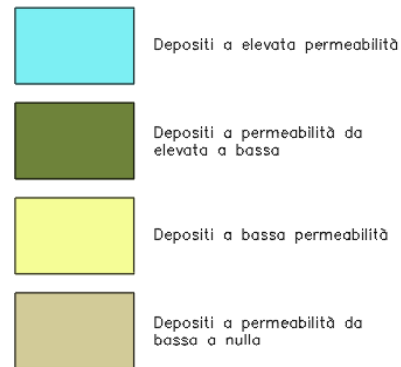 Depositi a elevata permeabilità
Depositi a permeabilità da
elevata a bassa
Depositi a bassa permeabilità
Depositi a permeabilità da
bassa a nulla